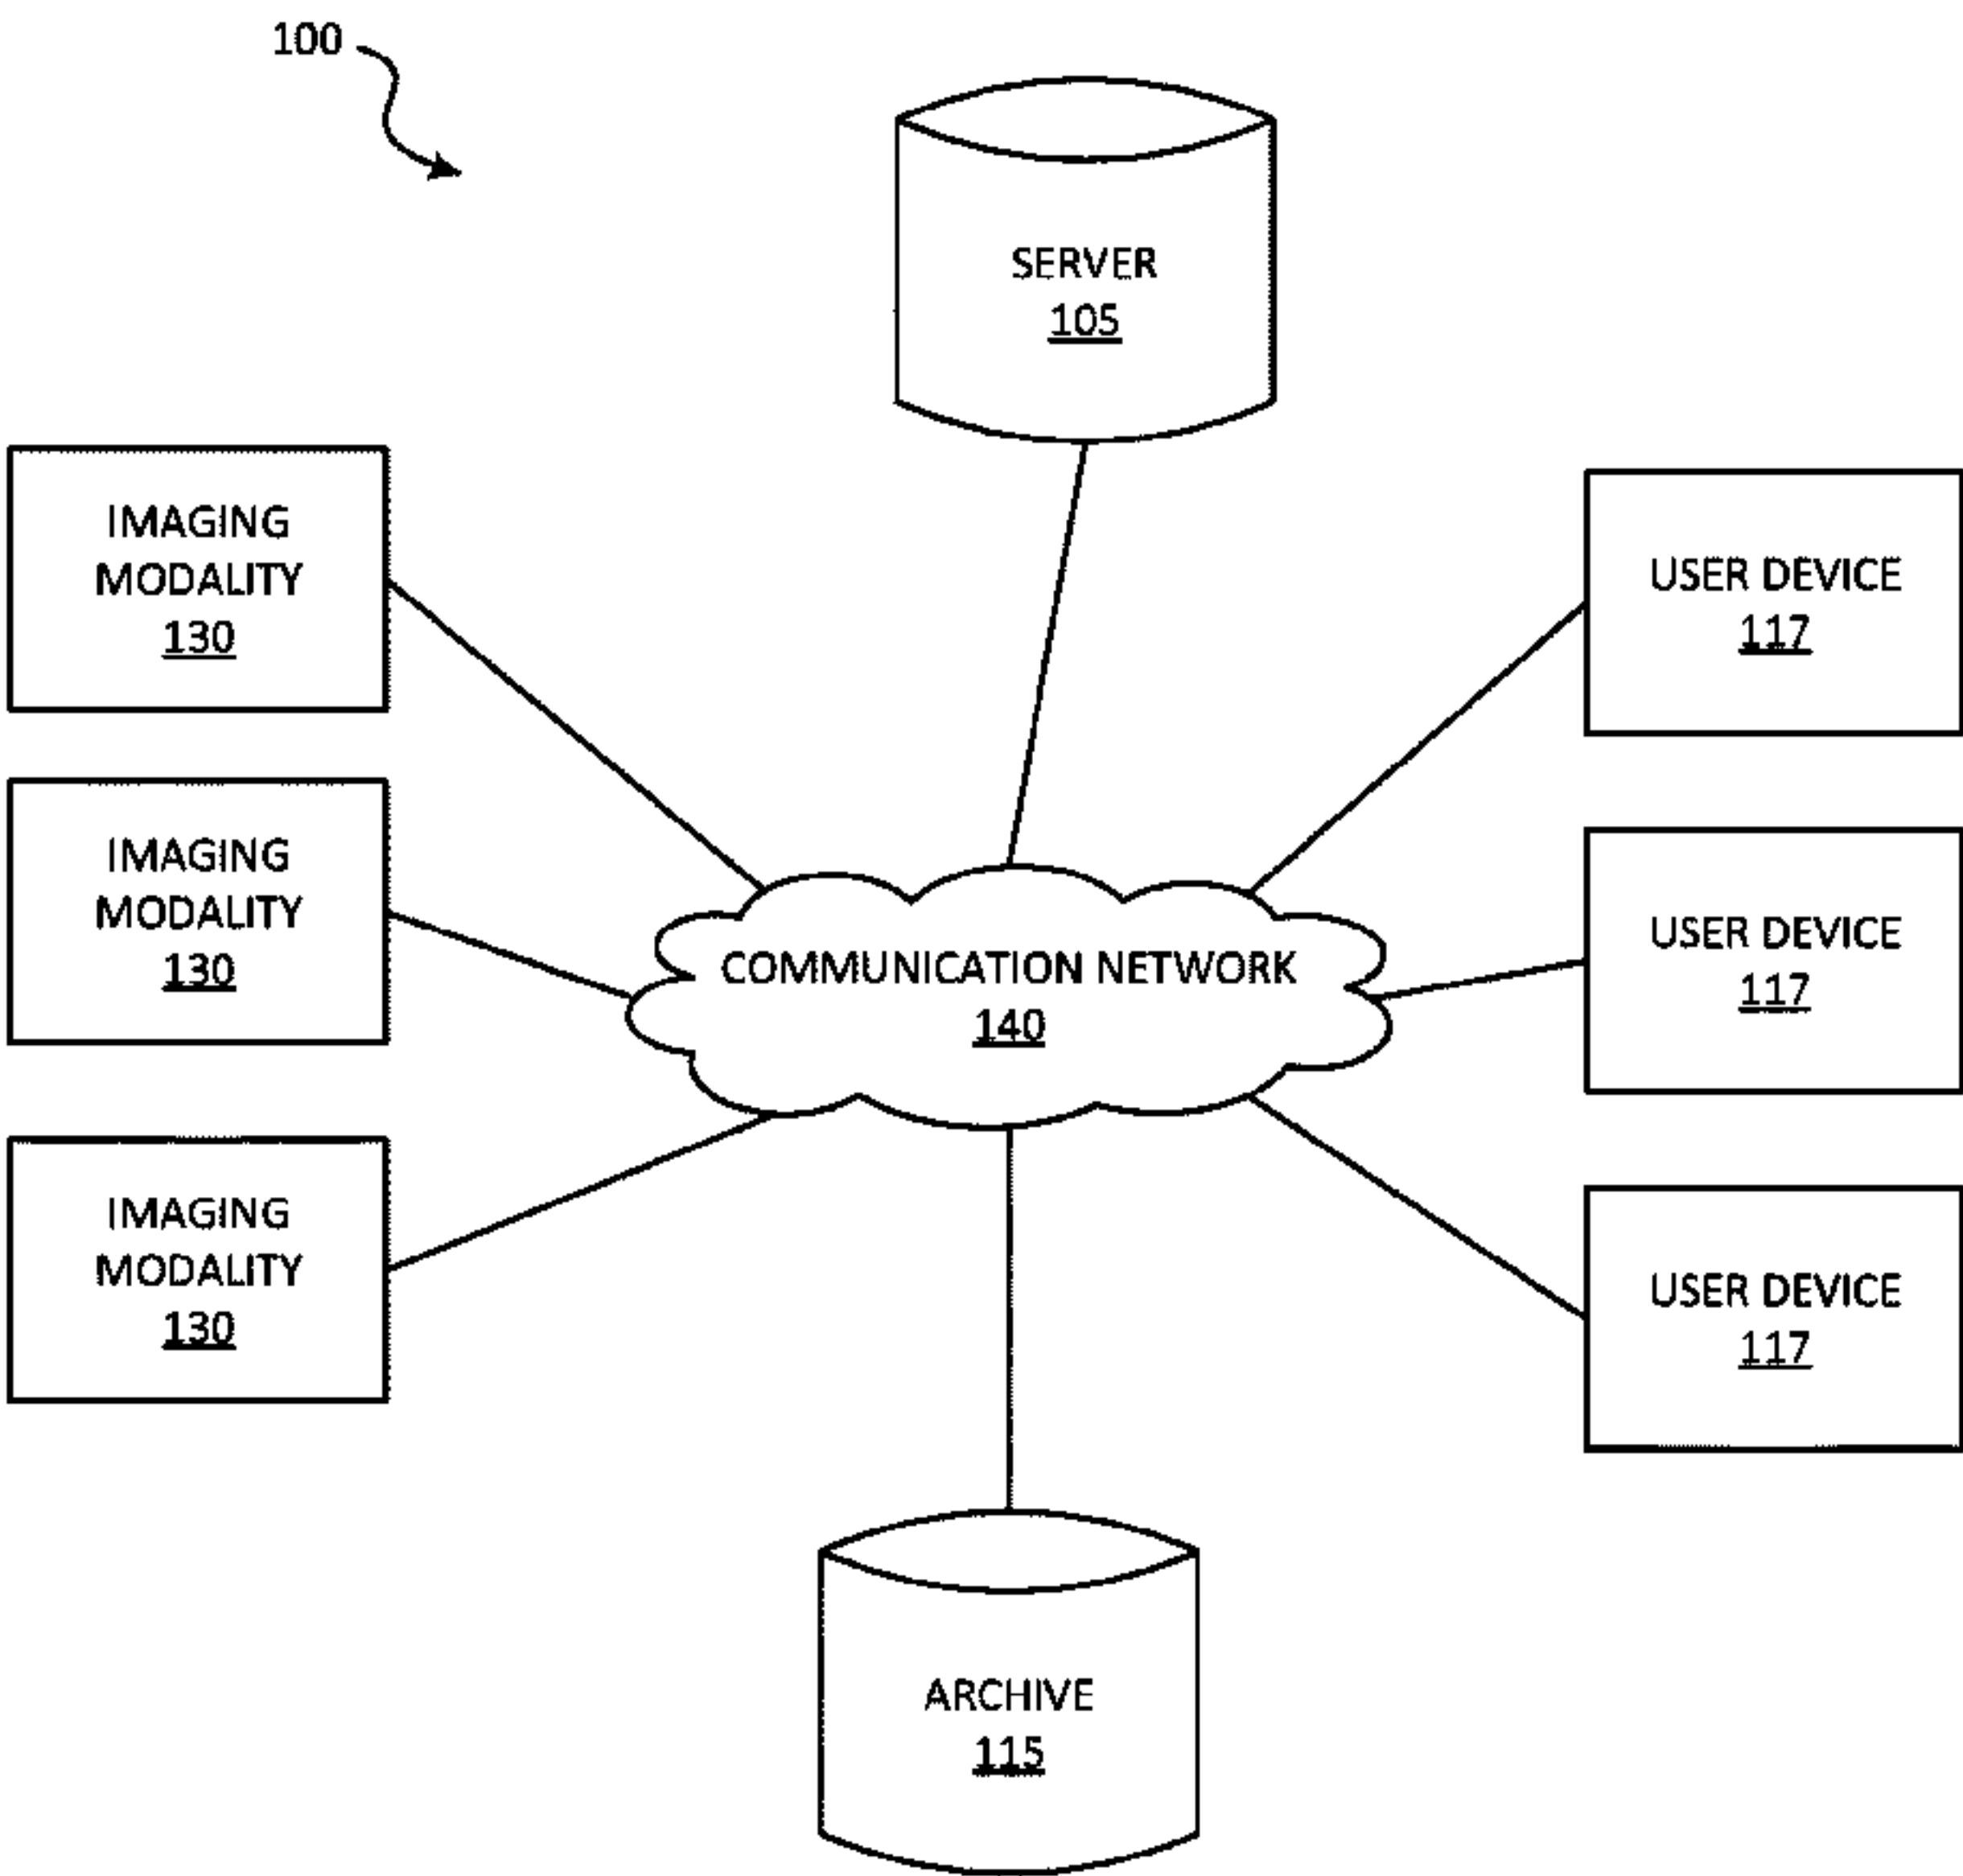 100
SERVER
105
IMAGING
MODALITY
130
USER DEVICE
117
IMAGING
MODALITY
130
USER DEVICE
117
COMMUNICATION NETWORK
140
IMAGING
MODALITY
130
USER DEVICE
117
ARCHIVE
115